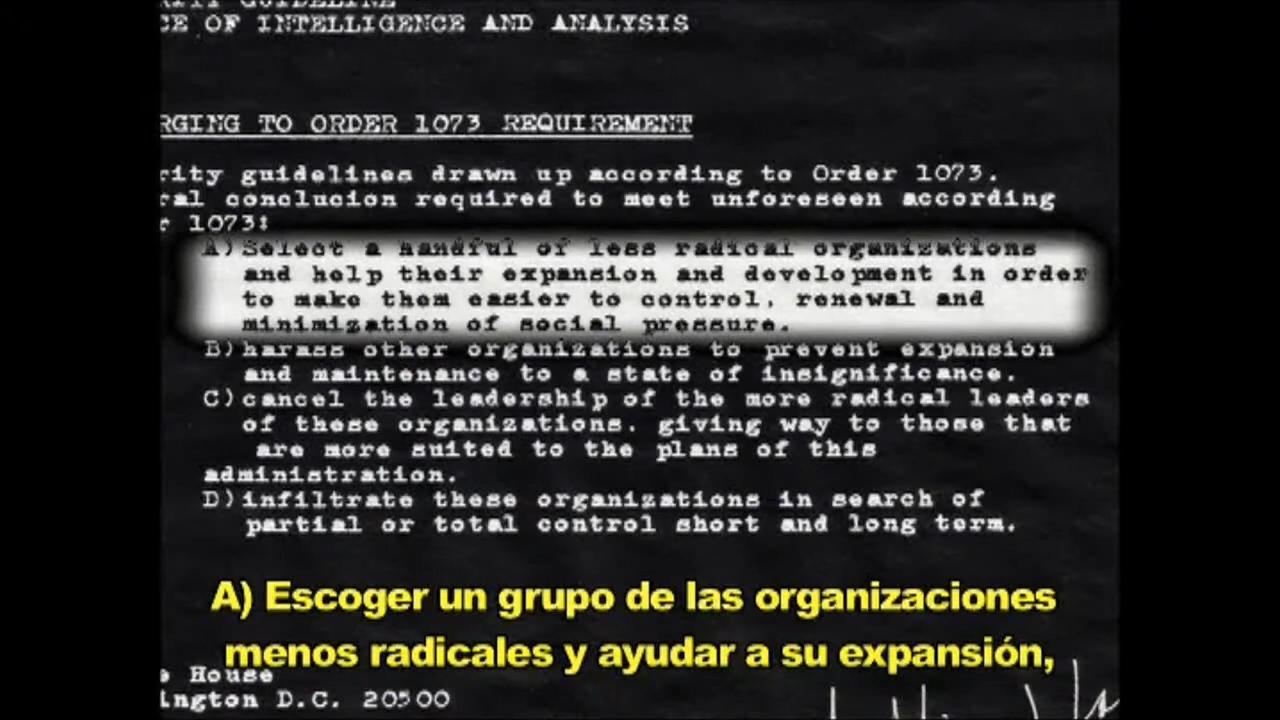 GUIDELINE
CE OF INTELLIGENCE AND ANALYSIS
RGING TO ORDER 1073 REQUIREMENT
rity guidelines drawn up according to Order 1073.
ral conclucion required to meet unforeseen according
r 1073:
A) Select a handful of less radical organizations
and help their expansion and development in order
to make them easier to control, renewal and
minimization of social pressure.
B) harass other organizations to prevent expansion
and maintenance to a state of insignificance.
C) cancel the leadership of the more radical leaders
of these organizations. giving way to those that
are more suited to the plans of this
administration.
D) infiltrate these organizations in search of
partial or total control short and long term.
A) Escoger un grupo de las organizaciones
menos radicales y ayudar a su expansión,
e House
ington D.C. 20500